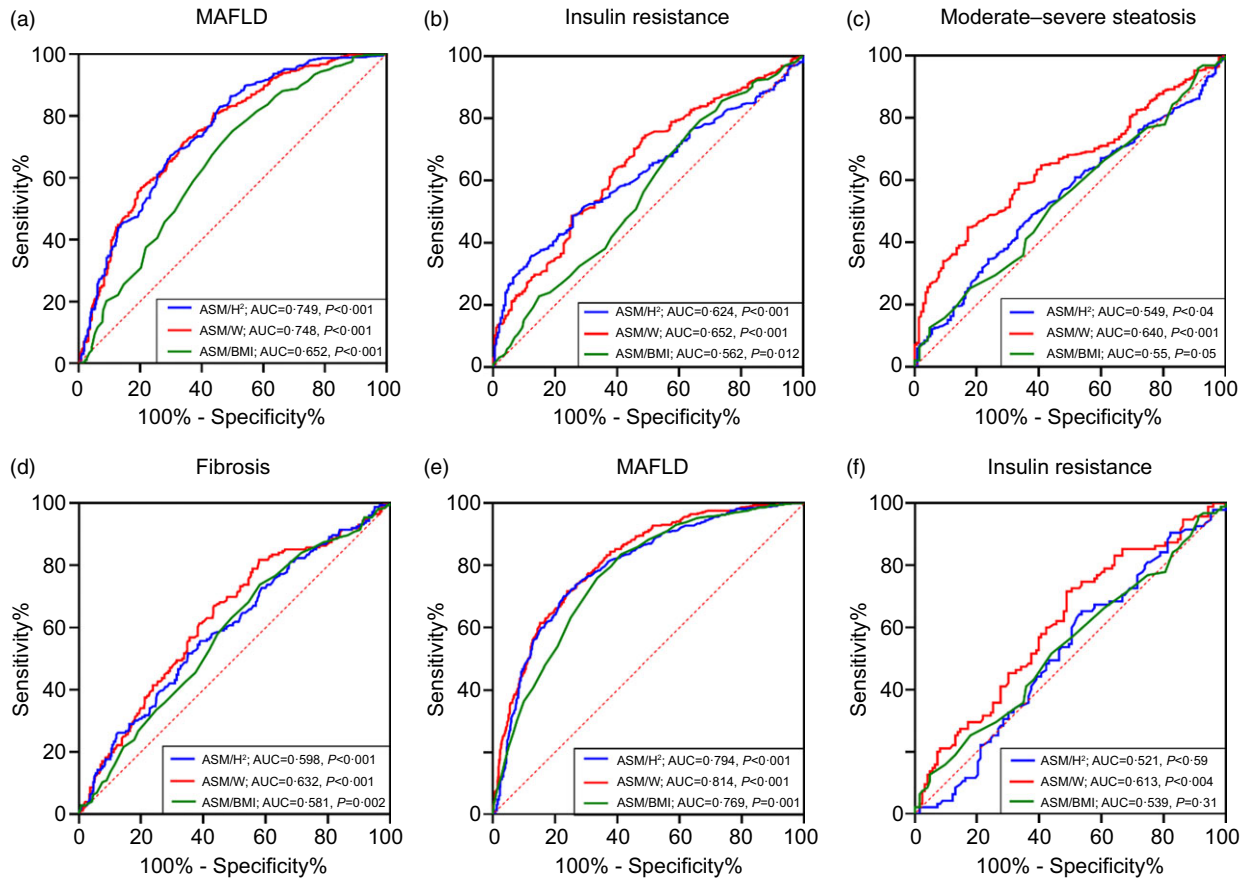 (a)
MAFLD
100
80
60
40
20
0
Sensitivity%
ASM/H²; AUC=0·749, P<0·001
ASM/W; AUC=0·748, P<0·001
ASM/BMI; AUC=0·652, P<0·001
0 20 40 60 80 100
100% - Specificity%
(b)
Insulin resistance
100
80
60
40
20
0
Sensitivity%
ASM/H²; AUC=0·624, P<0·001
ASM/W; AUC=0·652, P<0·001
ASM/BMI; AUC=0·562, P=0·012
0 20 40 60 80 100
100% - Specificity%
(c)
Moderate–severe steatosis
100
80
60
40
20
0
Sensitivity%
ASM/H²; AUC=0·549, P<0·04
ASM/W; AUC=0·640, P<0·001
ASM/BMI; AUC=0·55, P=0·05
0 20 40 60 80 100
100% - Specificity%
(d)
Fibrosis
100
80
60
40
20
0
Sensitivity%
ASM/H²; AUC=0·598, P<0·001
ASM/W; AUC=0·632, P<0·001
ASM/BMI; AUC=0·581, P=0·002
0 20 40 60 80 100
100% - Specificity%
(e)
MAFLD
100
80
60
40
20
0
Sensitivity%
ASM/H²; AUC=0·794, P<0·001
ASM/W; AUC=0·814, P<0·001
ASM/BMI; AUC=0·769, P=0·001
0 20 40 60 80 100
100% - Specificity%
(f)
Insulin resistance
100
80
60
40
20
0
Sensitivity%
ASM/H²; AUC=0·521, P<0·59
ASM/W; AUC=0·613, P<0·004
ASM/BMI; AUC=0·539, P=0·31
0 20 40 60 80 100
100% - Specificity%